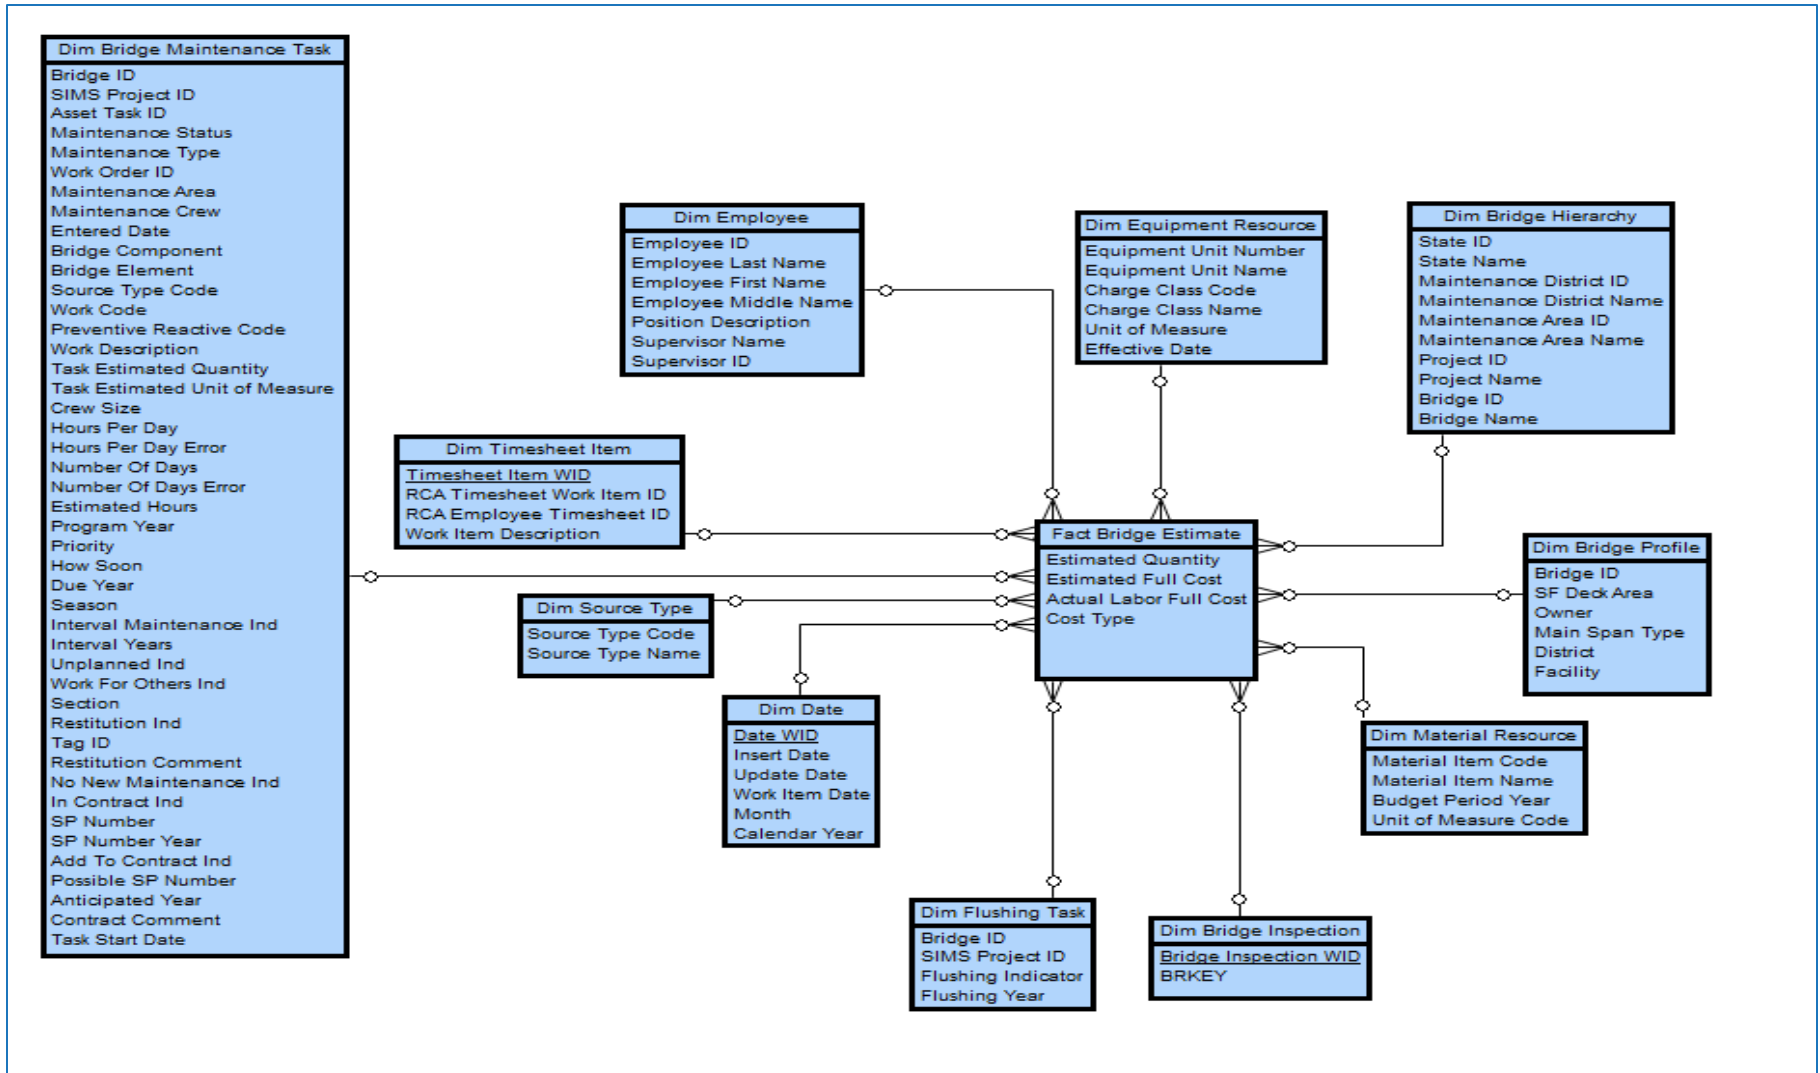 Dim Bridge Maintenance Task
Bridge ID
SIMS Project ID
Asset Task ID
Maintenance Status
Maintenance Type
Work Order ID
Maintenance Area
Maintenance Crew
Entered Date
Bridge Component
Bridge Element
Source Type Code
Work Code
Preventive Reactive Code
Work Description
Task Estimated Quantity
Task Estimated Unit of Measure
Crew Size
Hours Per Day
Hours Per Day Error
Number Of Days
Number Of Days Error
Estimated Hours
Program Year
Priority
How Soon
Due Year
Season
Interval Maintenance Ind
Interval Years
Unplanned Ind
Work For Others Ind
Section
Restitution Ind
Tag ID
Restitution Comment
No New Maintenance Ind
In Contract Ind
SP Number
SP Number Year
Add To Contract Ind
Possible SP Number
Anticipated Year
Contract Comment
Task Start Date
Dim Employee
Employee ID
Employee Last Name
Employee First Name
Employee Middle Name
Position Description
Supervisor Name
Supervisor ID
Dim Equipment Resource
Equipment Unit Number
Equipment Unit Name
Charge Class Code
Charge Class Name
Unit of Measure
Effective Date
Dim Bridge Hierarchy
State ID
State Name
Maintenance District ID
Maintenance District Name
Maintenance Area ID
Maintenance Area Name
Project ID
Project Name
Bridge ID
Bridge Name
Dim Timesheet Item
Timesheet Item WID
RCA Timesheet Work Item ID
RCA Employee Timesheet ID
Work Item Description
Fact Bridge Estimate
Estimated Quantity
Estimated Full Cost
Actual Labor Full Cost
Cost Type
Dim Bridge Profile
Bridge ID
SF Deck Area
Owner
Main Span Type
District
Facility
Dim Source Type
Source Type Code
Source Type Name
Dim Date
Date WID
Insert Date
Update Date
Work Item Date
Month
Calendar Year
Dim Material Resource
Material Item Code
Material Item Name
Budget Period Year
Unit of Measure Code
Dim Flushing Task
Bridge ID
SIMS Project ID
Flushing Indicator
Flushing Year
Dim Bridge Inspection
Bridge Inspection WID
BRKEY